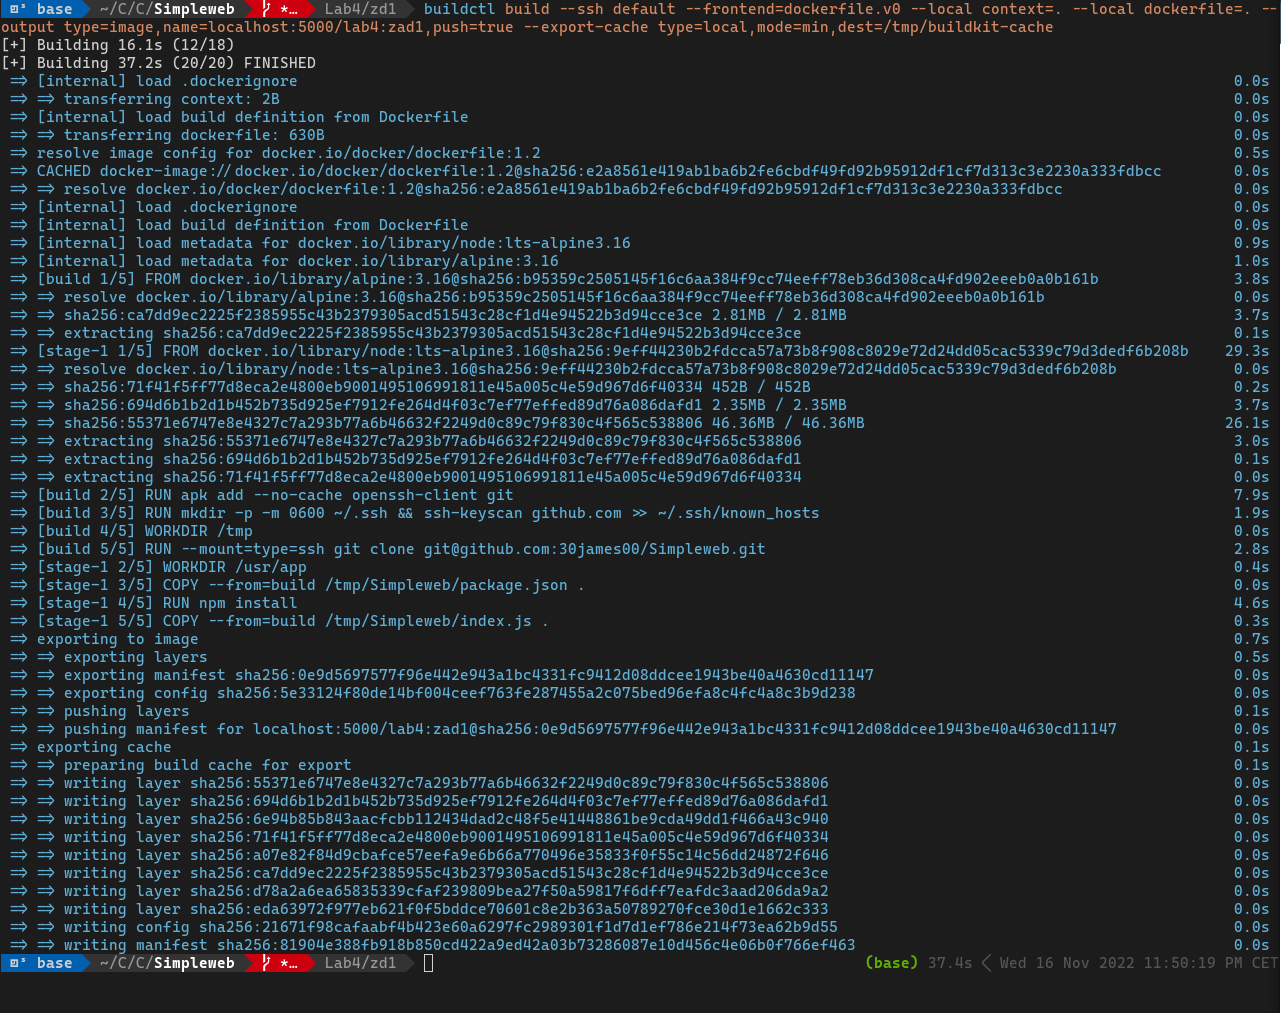 base ~/C/C/Simpleweb *… Lab4/zd1 buildctl build --ssh default --frontend=dockerfile.v0 --local context=. --local dockerfile=. --
output type=image,name=localhost:5000/lab4:zad1,push=true --export-cache type=local,mode=min,dest=/tmp/buildkit-cache
[+] Building 16.1s (12/18)
[+] Building 37.2s (20/20) FINISHED
=> [internal] load .dockerignore 0.0s
=> => transferring context: 2B 0.0s
=> [internal] load build definition from Dockerfile 0.0s
=> => transferring dockerfile: 630B 0.0s
=> resolve image config for docker.io/docker/dockerfile:1.2 0.5s
=> CACHED docker-image://docker.io/docker/dockerfile:1.2@sha256:e2a8561e419ab1ba6b2fe6cbdf49fd92b95912df1cf7d313c3e2230a333fdbcc 0.0s
=> => resolve docker.io/docker/dockerfile:1.2@sha256:e2a8561e419ab1ba6b2fe6cbdf49fd92b95912df1cf7d313c3e2230a333fdbcc 0.0s
=> [internal] load .dockerignore 0.0s
=> [internal] load build definition from Dockerfile 0.0s
=> [internal] load metadata for docker.io/library/node:lts-alpine3.16 0.9s
=> [internal] load metadata for docker.io/library/alpine:3.16 1.0s
=> [build 1/5] FROM docker.io/library/alpine:3.16@sha256:b95359c2505145f16c6aa384f9cc74eeff78eb36d308ca4fd902eeeb0a0b161b 3.8s
=> => resolve docker.io/library/alpine:3.16@sha256:b95359c2505145f16c6aa384f9cc74eeff78eb36d308ca4fd902eeeb0a0b161b 0.0s
=> => sha256:ca7dd9ec2225f2385955c43b2379305acd51543c28cf1d4e94522b3d94cce3ce 2.81MB / 2.81MB 3.7s
=> => extracting sha256:ca7dd9ec2225f2385955c43b2379305acd51543c28cf1d4e94522b3d94cce3ce 0.1s
=> [stage-1 1/5] FROM docker.io/library/node:lts-alpine3.16@sha256:9eff44230b2fdcca57a73b8f908c8029e72d24dd05cac5339c79d3dedf6b208b 29.3s
=> => resolve docker.io/library/node:lts-alpine3.16@sha256:9eff44230b2fdcca57a73b8f908c8029e72d24dd05cac5339c79d3dedf6b208b 0.0s
=> => sha256:71f41f5ff77d8eca2e4800eb9001495106991811e45a005c4e59d967d6f40334 452B / 452B 0.2s
=> => sha256:694d6b1b2d1b452b735d925ef7912fe264d4f03c7ef77effed89d76a086dafd1 2.35MB / 2.35MB 3.7s
=> => sha256:55371e6747e8e4327c7a293b77a6b46632f2249d0c89c79f830c4f565c538806 46.36MB / 46.36MB 26.1s
=> => extracting sha256:55371e6747e8e4327c7a293b77a6b46632f2249d0c89c79f830c4f565c538806 3.0s
=> => extracting sha256:694d6b1b2d1b452b735d925ef7912fe264d4f03c7ef77effed89d76a086dafd1 0.1s
=> => extracting sha256:71f41f5ff77d8eca2e4800eb9001495106991811e45a005c4e59d967d6f40334 0.0s
=> [build 2/5] RUN apk add --no-cache openssh-client git 7.9s
=> [build 3/5] RUN mkdir -p -m 0600 ~/.ssh && ssh-keyscan github.com >> ~/.ssh/known_hosts 1.9s
=> [build 4/5] WORKDIR /tmp 0.0s
=> [build 5/5] RUN --mount=type=ssh git clone git@github.com:30james00/Simpleweb.git 2.8s
=> [stage-1 2/5] WORKDIR /usr/app 0.4s
=> [stage-1 3/5] COPY --from=build /tmp/Simpleweb/package.json . 0.0s
=> [stage-1 4/5] RUN npm install 4.6s
=> [stage-1 5/5] COPY --from=build /tmp/Simpleweb/index.js . 0.3s
=> exporting to image 0.7s
=> => exporting layers 0.5s
=> => exporting manifest sha256:0e9d5697577f96e442e943a1bc4331fc9412d08ddcee1943be40a4630cd11147 0.0s
=> => exporting config sha256:5e33124f80de14bf004ceef763fe287455a2c075bed96efa8c4fc4a8c3b9d238 0.0s
=> => pushing layers 0.1s
=> => pushing manifest for localhost:5000/lab4:zad1@sha256:0e9d5697577f96e442e943a1bc4331fc9412d08ddcee1943be40a4630cd11147 0.0s
=> exporting cache 0.1s
=> => preparing build cache for export 0.1s
=> => writing layer sha256:55371e6747e8e4327c7a293b77a6b46632f2249d0c89c79f830c4f565c538806 0.0s
=> => writing layer sha256:694d6b1b2d1b452b735d925ef7912fe264d4f03c7ef77effed89d76a086dafd1 0.0s
=> => writing layer sha256:6e94b85b843aacfcbb112434dad2c48f5e41448861be9cda49dd1f466a43c940 0.0s
=> => writing layer sha256:71f41f5ff77d8eca2e4800eb9001495106991811e45a005c4e59d967d6f40334 0.0s
=> => writing layer sha256:a07e82f84d9cbafce57eefa9e6b66a770496e35833f0f55c14c56dd24872f646 0.0s
=> => writing layer sha256:ca7dd9ec2225f2385955c43b2379305acd51543c28cf1d4e94522b3d94cce3ce 0.0s
=> => writing layer sha256:d78a2a6ea65835339cfaf239809bea27f50a59817f6dff7eafdc3aad206da9a2 0.0s
=> => writing layer sha256:eda63972f977eb621f0f5bddce70601c8e2b363a50789270fce30d1e1662c333 0.0s
=> => writing config sha256:21671f98cafaabf4b423e60a6297fc2989301f1d7d1ef786e214f73ea62b9d55 0.0s
=> => writing manifest sha256:81904e388fb918b850cd422a9ed42a03b73286087e10d456c4e06b0f766ef463 0.0s
base ~/C/C/Simpleweb *… Lab4/zd1 (base) 37.4s < Wed 16 Nov 2022 11:50:19 PM CET